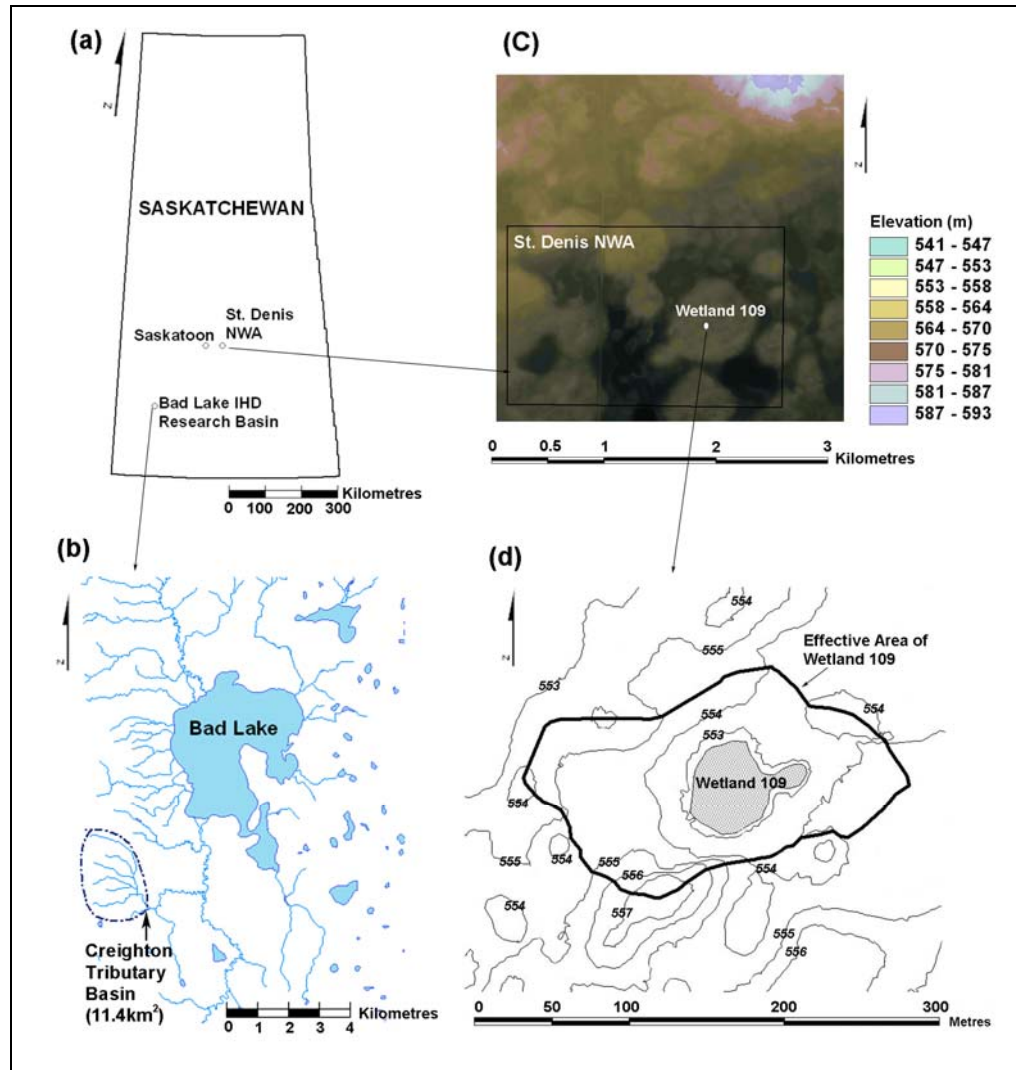 (a)
N
SASKATCHEWAN
Saskatoon
St. Denis
NWA
Bad Lake IHD
Research Basin
Kilometres
0 100 200 300
(C)
N
St. Denis NWA
Wetland 109
Elevation (m)
541 - 547
547 - 553
553 - 558
558 - 564
564 - 570
570 - 575
575 - 581
581 - 587
587 - 593
0 0.5 1 2 3
Kilometres
(b)
N
Bad Lake
Creighton
Tributary
Basin
(11.4km²)
Kilometres
0 1 2 3 4
(d)
N
554
Effective Area of
Wetland 109
555
553
554
554
553
Wetland 109
554
555
554
555
556
554
557
554
555
556
0 50 100 200 300
Metres